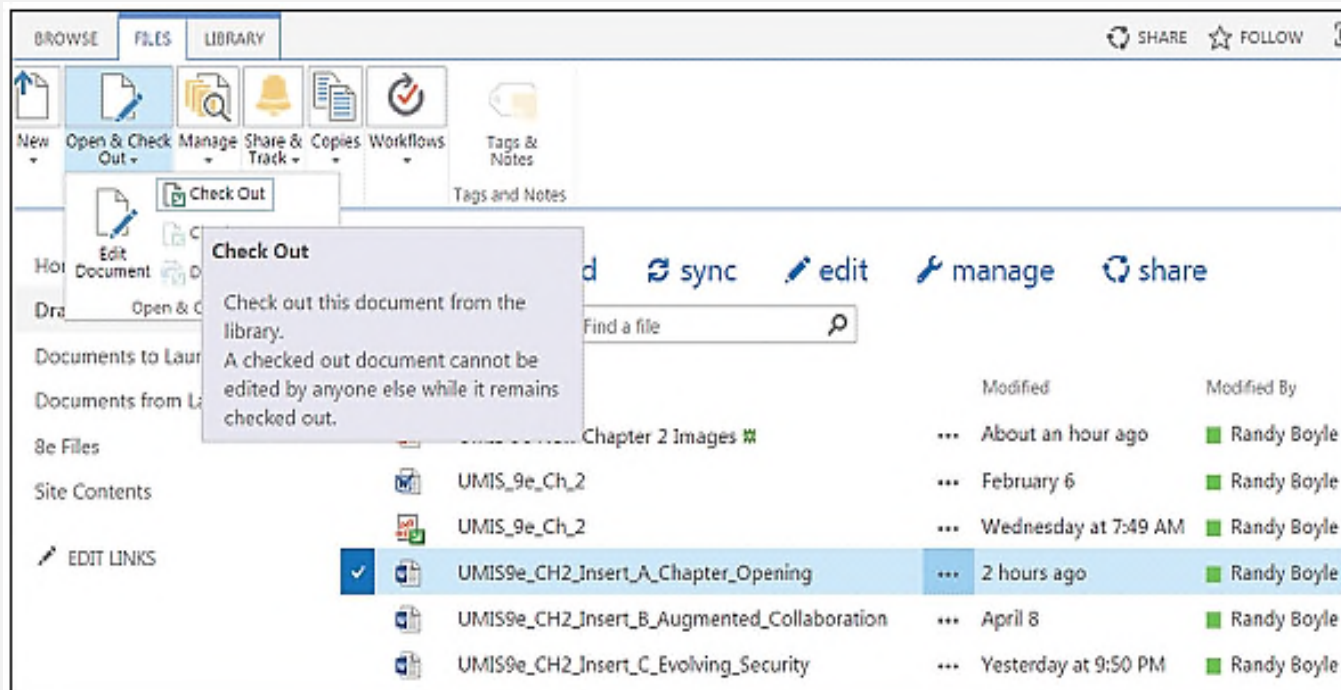 BROWSE FILES LIBRARY SHARE FOLLOW
New Open & Check Out Manage Share & Track Copies Workflows Tags & Notes
Tags and Notes
Check Out
Edit Document
Open & C
Check Out
Check out this document from the
library.
A checked out document cannot be
edited by anyone else while it remains
checked out.
d sync edit manage share
Find a file
Documents to Laur
Documents from La
8e Files
Site Contents
EDIT LINKS
Modified Modified By
Chapter 2 Images ... About an hour ago Randy Boyle
UMIS_9e_Ch_2 ... February 6 Randy Boyle
UMIS_9e_Ch_2 ... Wednesday at 7:49 AM Randy Boyle
UMIS9e_CH2_Insert_A_Chapter_Opening ... 2 hours ago Randy Boyle
UMIS9e_CH2_Insert_B_Augmented_Collaboration ... April 8 Randy Boyle
UMIS9e_CH2_Insert_C_Evolving_Security ... Yesterday at 9:50 PM Randy Boyle